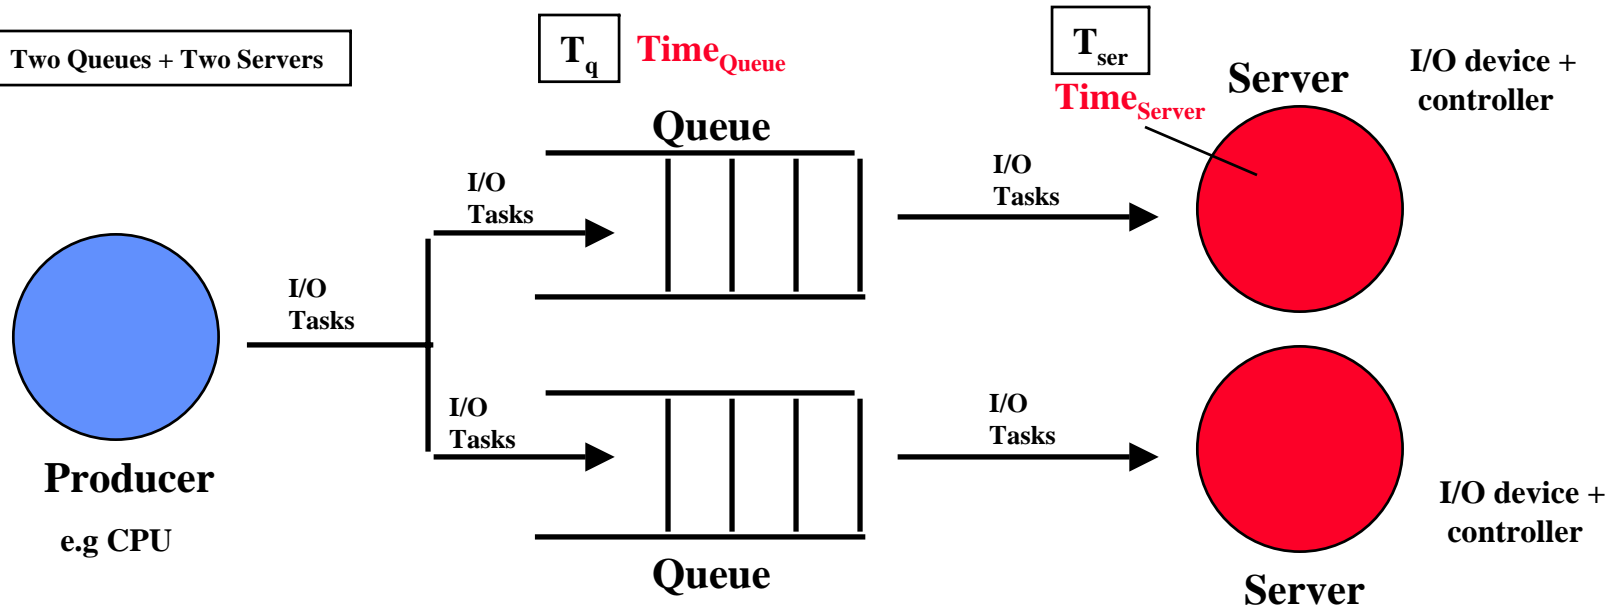 Two Queues + Two Servers
Tq TimeQueue
Tser
TimeServer
Server
I/O device +
controller
Queue
I/O
Tasks
I/O
Tasks
I/O
Tasks
Producer
e.g CPU
I/O
Tasks
I/O
Tasks
Queue
I/O device +
controller
Server